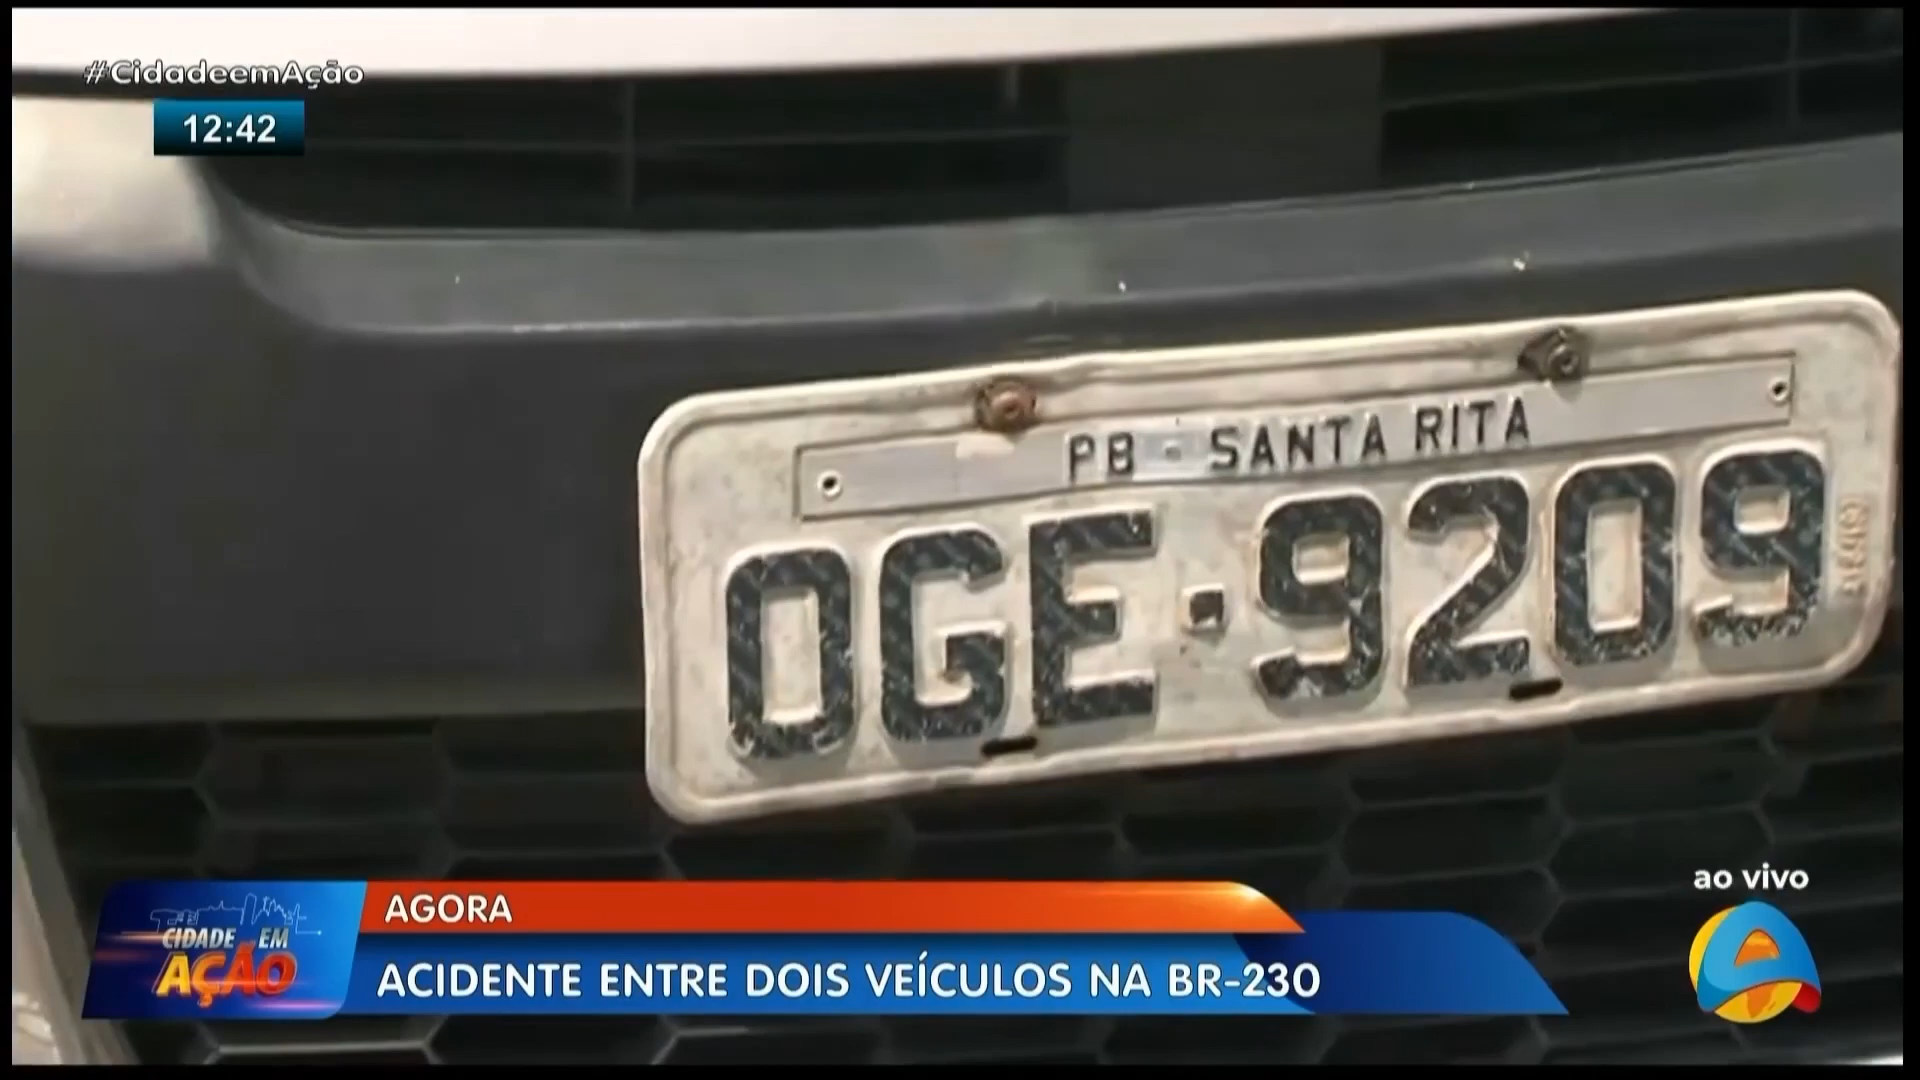 #CidadeemAção
12:42
PB - SANTA RITA
OGE·9209
AGORA
CIDADE EM
AÇÃO
ACIDENTE ENTRE DOIS VEÍCULOS NA BR-230
ao vivo